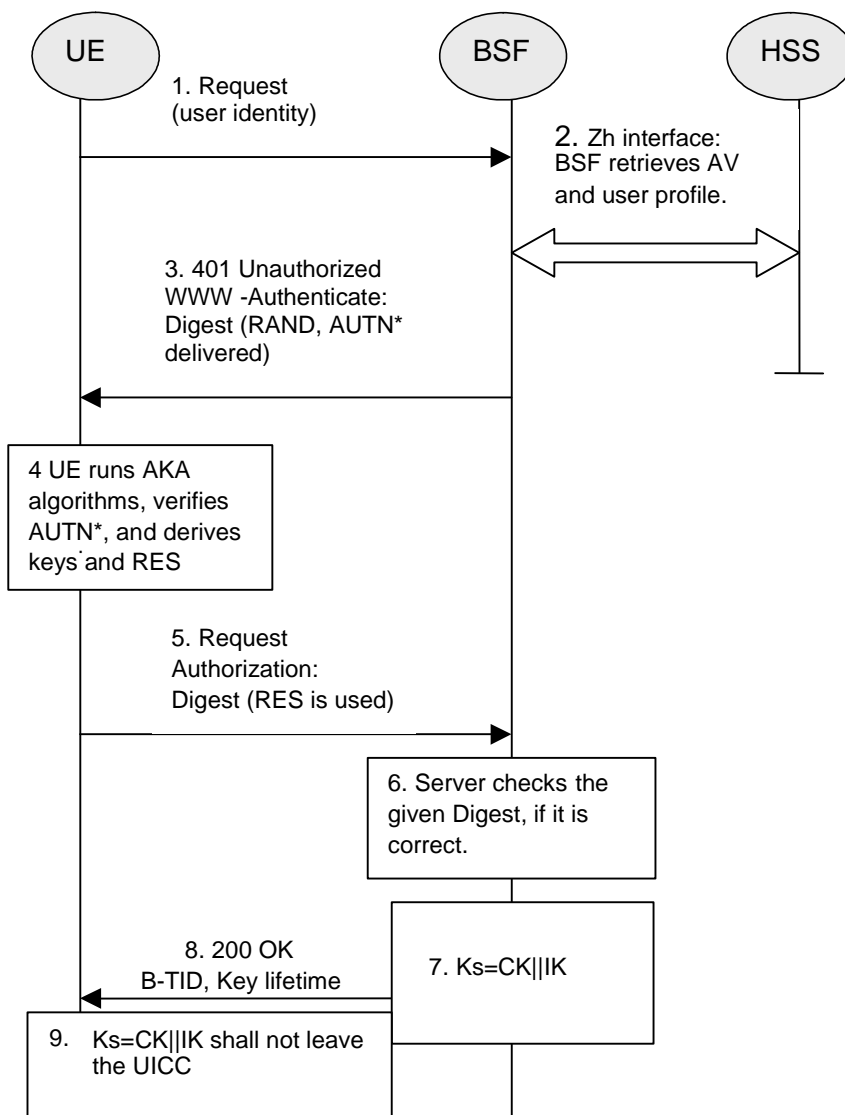 UE
BSF
HSS
1. Request
(user identity)
2. Zh interface:
BSF retrieves AV
and user profile.
3. 401 Unauthorized
WWW -Authenticate:
Digest (RAND, AUTN*
delivered)
4 UE runs AKA
algorithms, verifies
AUTN*, and derives
keys and RES
5. Request
Authorization:
Digest (RES is used)
6. Server checks the
given Digest, if it is
correct.
7. Ks=CK||IK
8. 200 OK
B-TID, Key lifetime
9. Ks=CK||IK shall not leave
the UICC